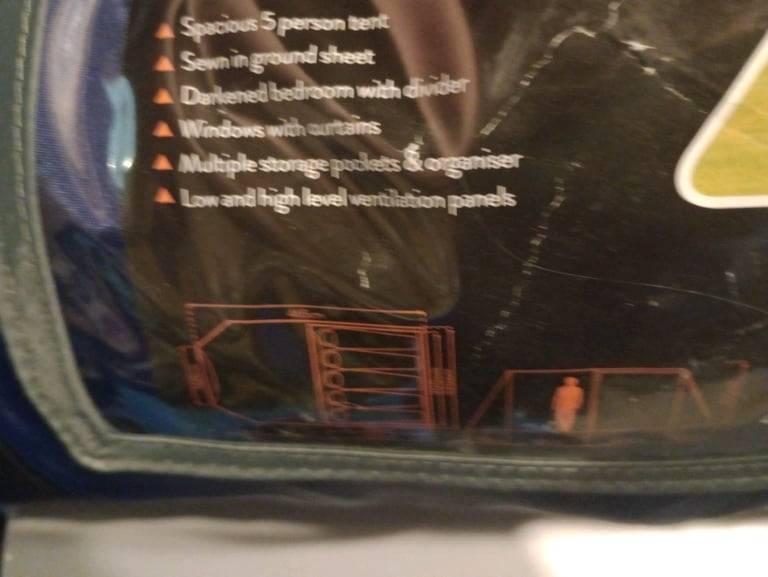 Spacious 5 person tent
Sewn in ground sheet
Darkened bedroom with divider
Windows with curtains
Multiple storage pockets & organiser
Low and high level ventilation panels